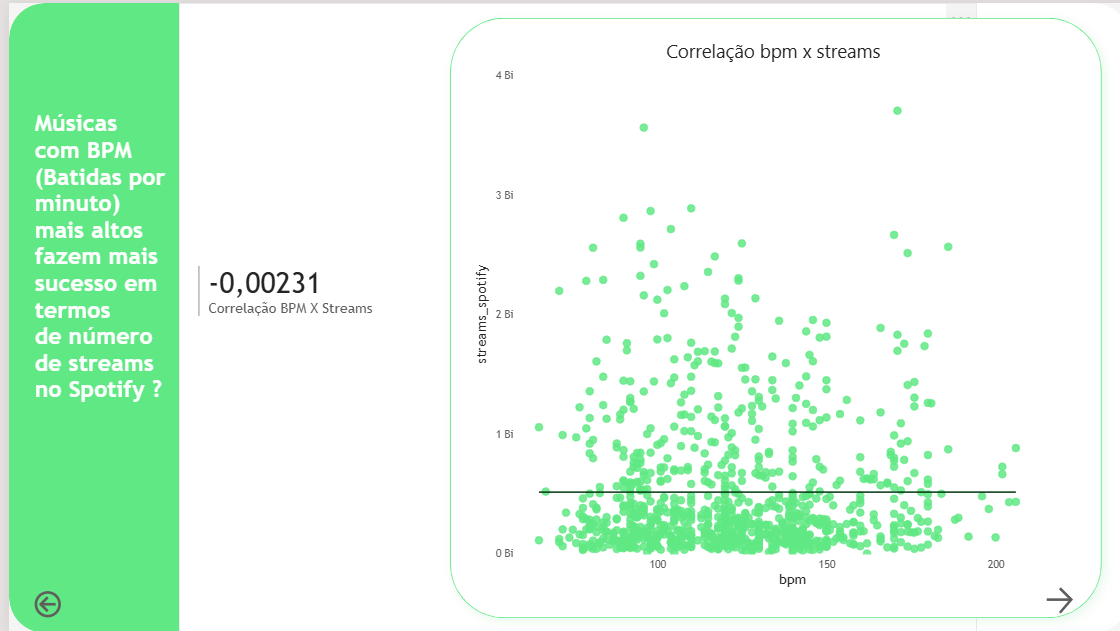 Músicas
com BPM
(Batidas por
minuto)
mais altos
fazem mais
sucesso em
termos
de número
de streams
no Spotify ?
-0,00231
Correlação BPM X Streams
Correlação bpm x streams
4 Bi
3 Bi
2 Bi
1 Bi
0 Bi
streams_spotify
100
150
200
bpm